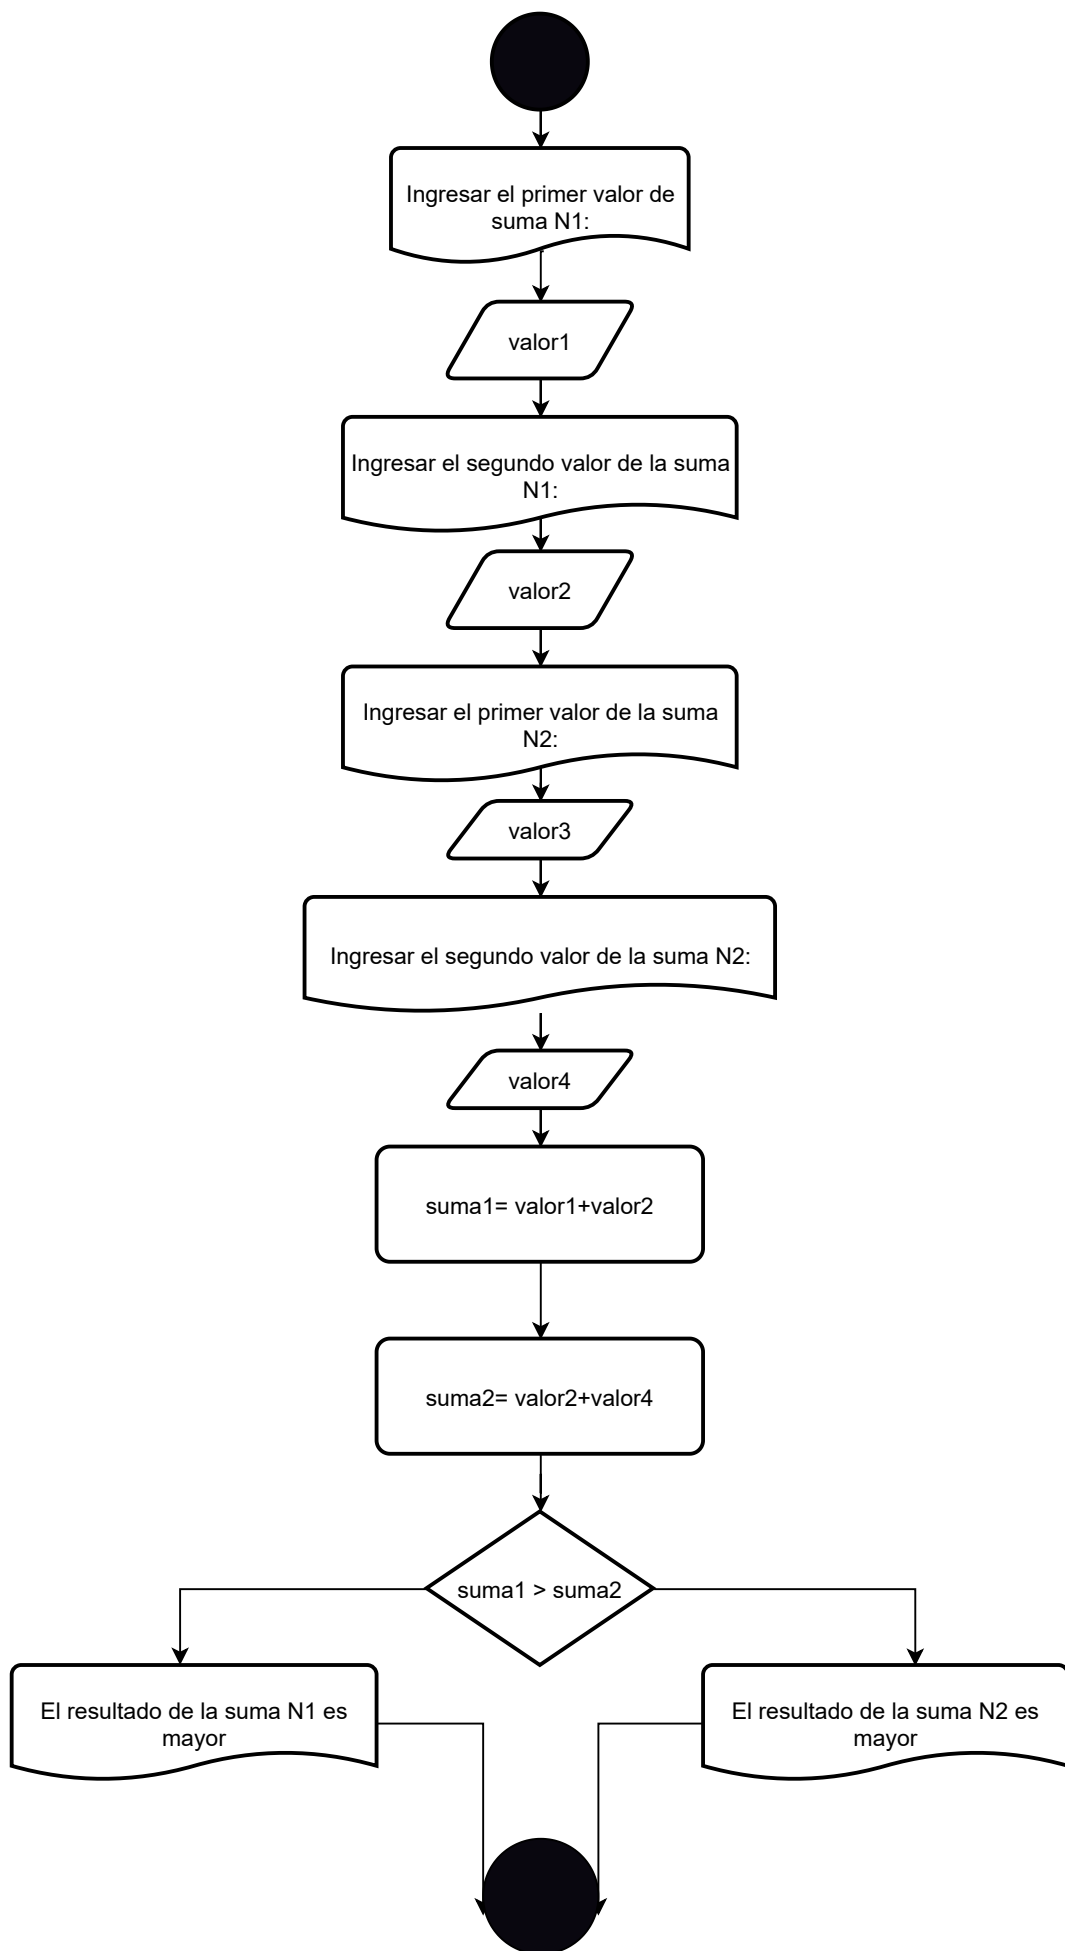 Ingresar el primer valor de
suma N1:
valor1
Ingresar el segundo valor de la suma
N1:
valor2
Ingresar el primer valor de la suma
N2:
valor3
Ingresar el segundo valor de la suma N2:
valor4
suma1= valor1+valor2
suma2= valor2+valor4
suma1 > suma2
El resultado de la suma N1 es
mayor
El resultado de la suma N2 es
mayor